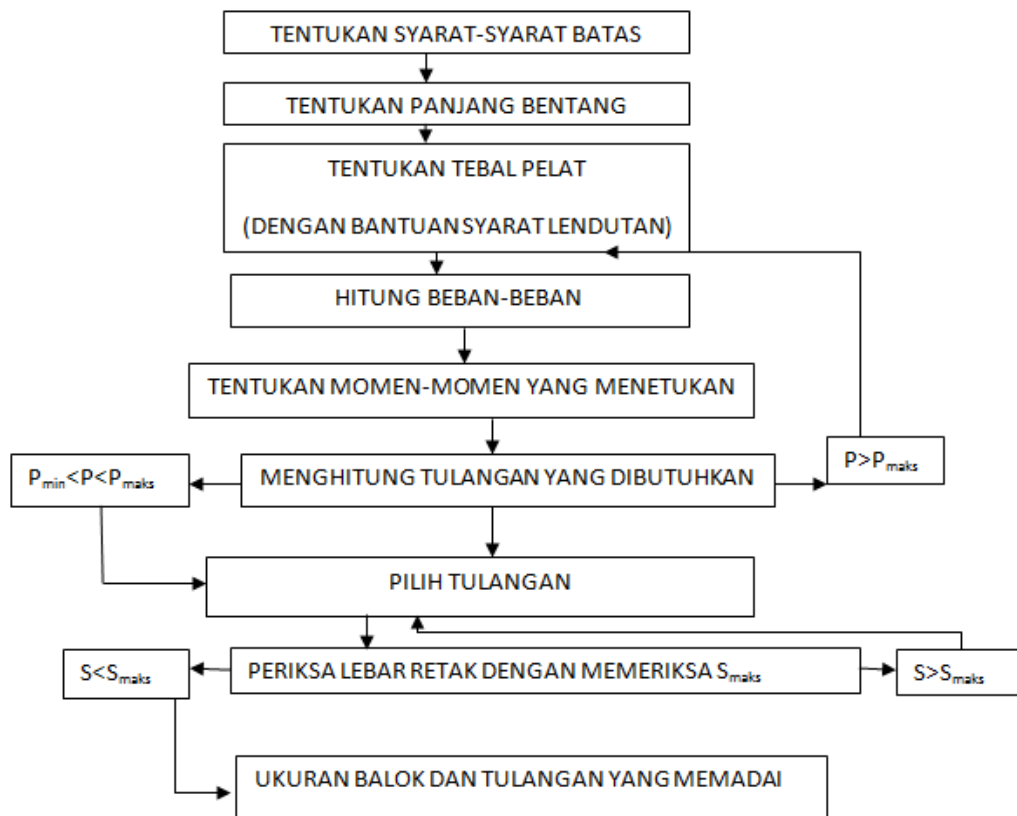 TENTUKAN SYARAT-SYARAT BATAS
TENTUKAN PANJANG BENTANG
TENTUKAN TEBAL PELAT
(DENGAN BANTUAN SYARAT LENDUTAN)
HITUNG BEBAN-BEBAN
TENTUKAN MOMEN-MOMEN YANG MENETUKAN
P>Pmaks
Pmin<P<Pmaks
MENGHITUNG TULANGAN YANG DIBUTUHKAN
PILIH TULANGAN
S<Smaks
PERIKSA LEBAR RETAK DENGAN MEMERIKSA Smaks
S>Smaks
UKURAN BALOK DAN TULANGAN YANG MEMADAI